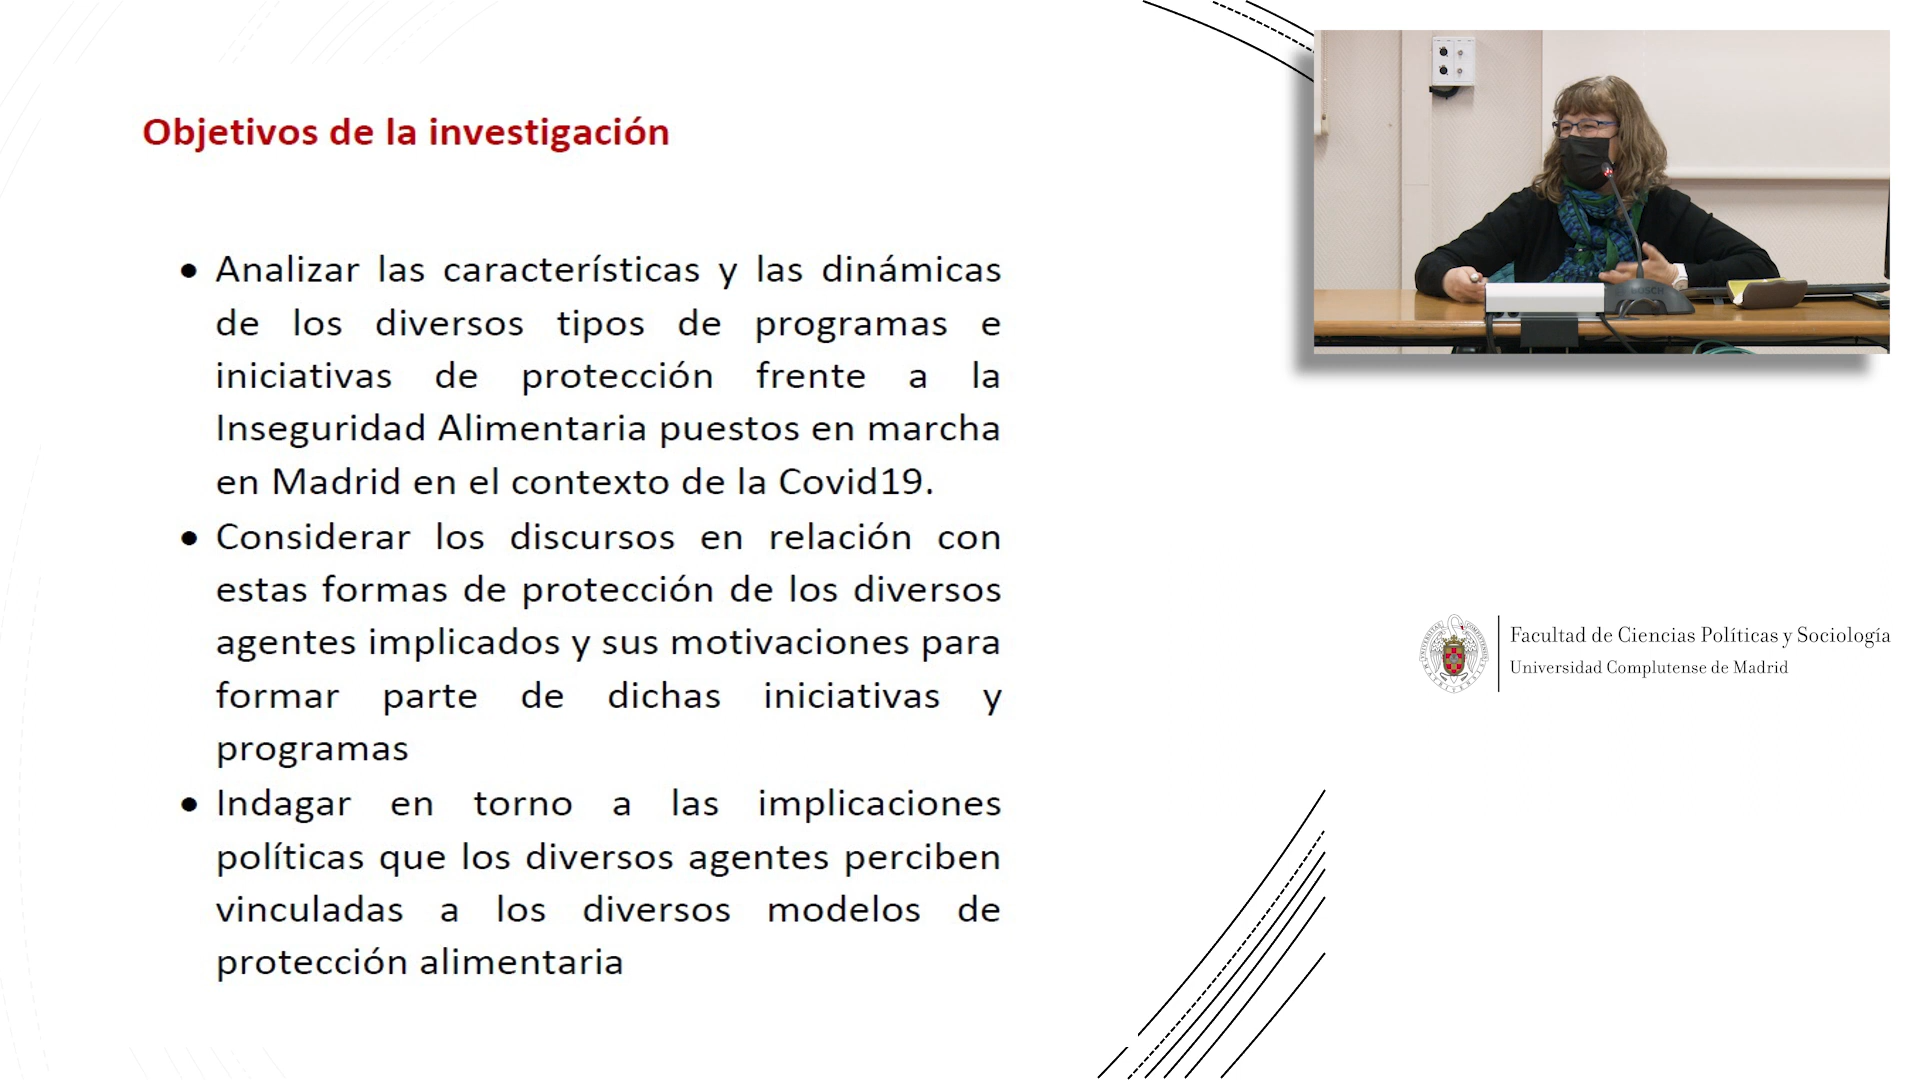 Objetivos de la investigación
• Analizar las características y las dinámicas
de los diversos tipos de programas e
iniciativas de protección frente a la
Inseguridad Alimentaria puestos en marcha
en Madrid en el contexto de la Covid19.
• Considerar los discursos en relación con
estas formas de protección de los diversos
agentes implicados y sus motivaciones para
formar parte de dichas iniciativas y
programas
• Indagar en torno a las implicaciones
políticas que los diversos agentes perciben
vinculadas a los diversos modelos de
protección alimentaria
BOSCH
Facultad de Ciencias Políticas y Sociología
Universidad Complutense de Madrid